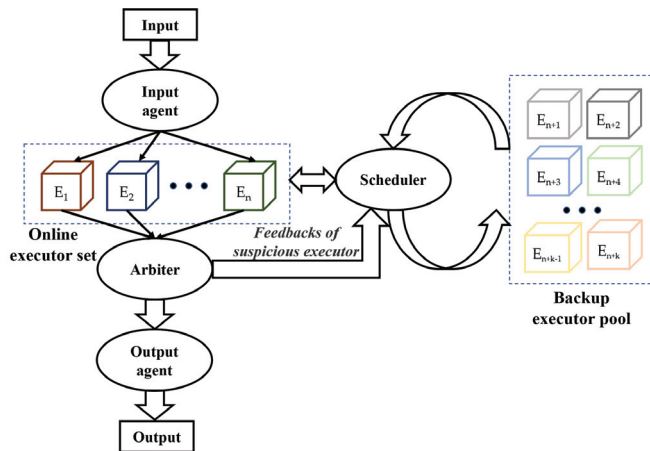 Input
Input
agent
E1
E2
En
Online
executor set
Arbiter
Feedbacks of
suspicious executor
Scheduler
En+1
En+2
En+3
En+4
En+k-1
En+k
Backup
executor pool
Output
agent
Output